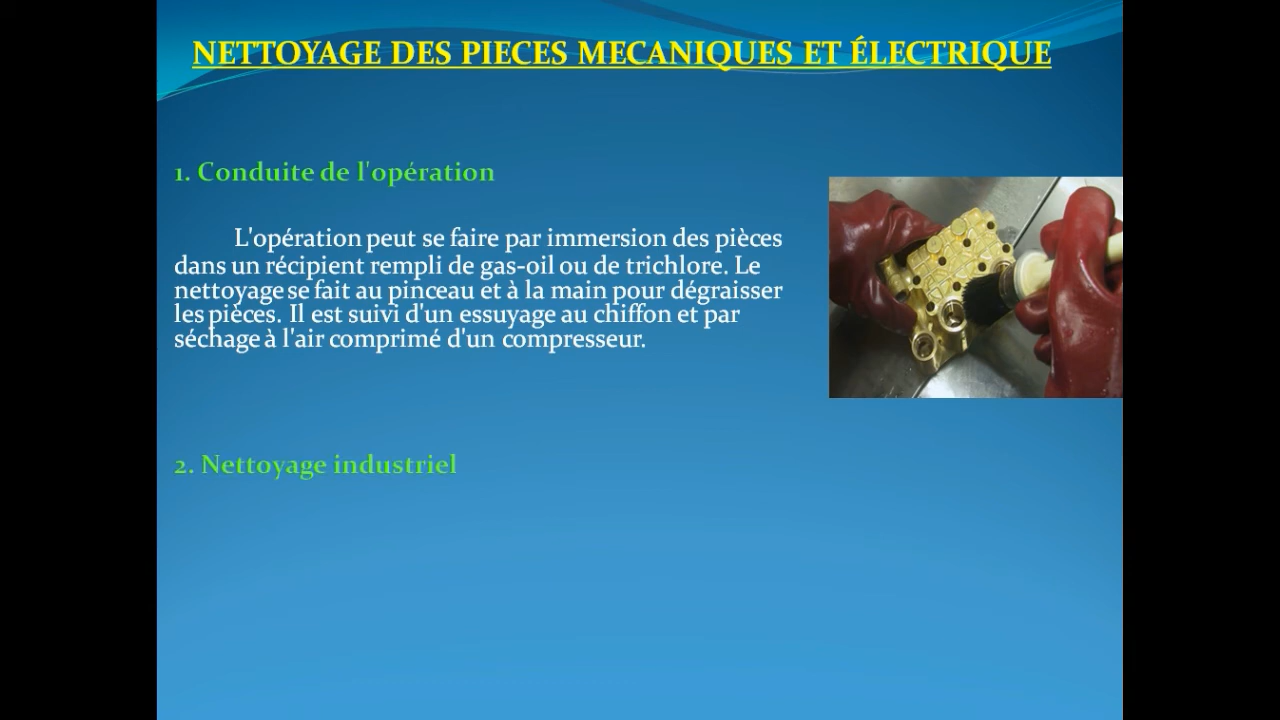 NETTOYAGE DES PIECES MECANIQUES ET ÉLECTRIQUE
1. Conduite de l'opération
L'opération peut se faire par immersion des pièces
dans un récipient rempli de gas-oil ou de trichlore. Le
nettoyage se fait au pinceau et à la main pour dégraisser
les pièces. Il est suivi d'un essuyage au chiffon et par
séchage à l'air comprimé d'un compresseur.
2. Nettoyage industriel